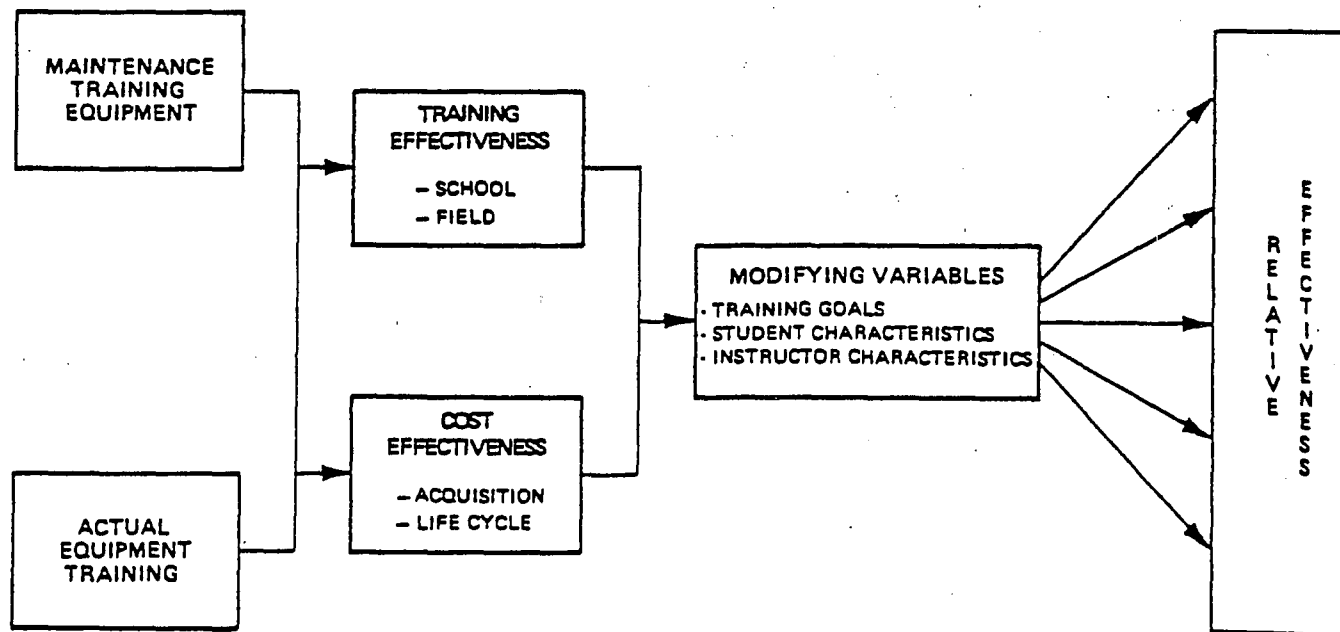 MAINTENANCE
TRAINING
EQUIPMENT
ACTUAL
EQUIPMENT
TRAINING
TRAINING
EFFECTIVENESS
– SCHOOL
– FIELD
COST
EFFECTIVENESS
– ACQUISITION
– LIFE CYCLE
MODIFYING VARIABLES
- TRAINING GOALS
- STUDENT CHARACTERISTICS
- INSTRUCTOR CHARACTERISTICS
RELATIVE
EFFECTIVENESS